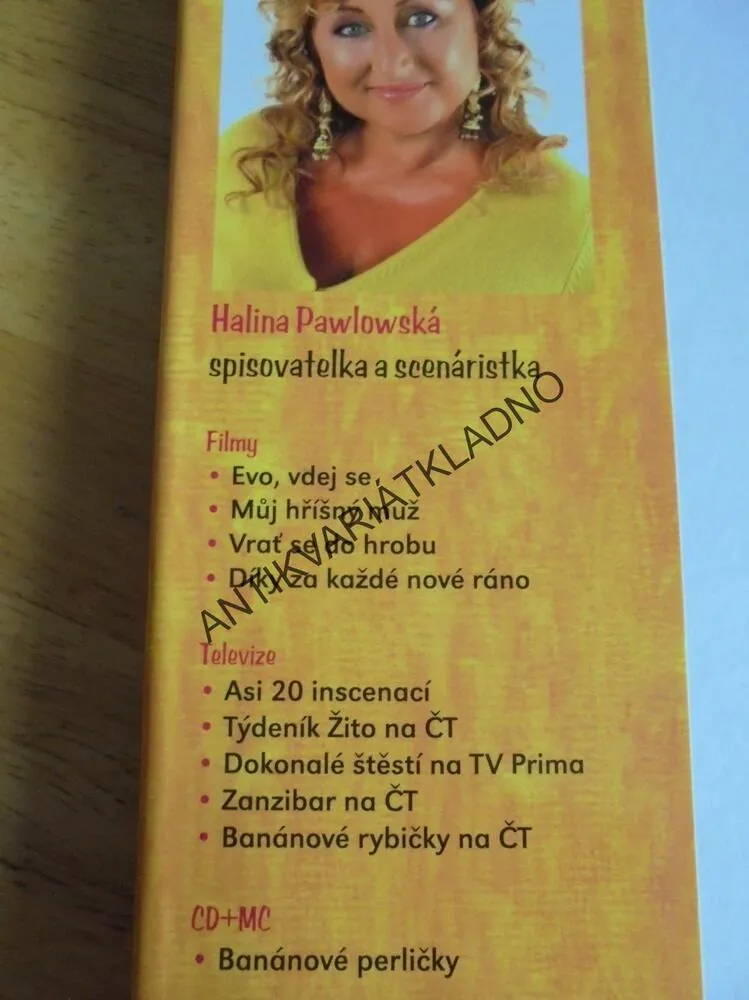 Halina Pawlowská
spisovatelka a scenáristka
Filmy
• Evo, vdej se
• Můj hříšný muž
• Vrať se do hrobu
• Díky za každé nové ráno
ANTIKVARIÁTKLADNO
Televize
• Asi 20 inscenací
• Týdeník Žito na ČT
• Dokonalé štěstí na TV Prima
• Zanzibar na ČT
• Banánové rybičky na ČT
CD+MC
• Banánové perličky